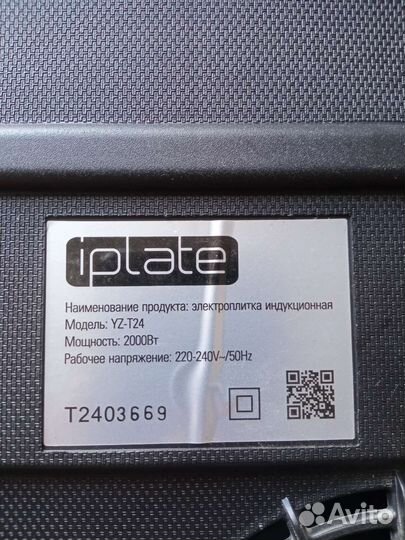 iplate
Наименование продукта: электроплитка индукционная
Модель: YZ-T24
Мощность: 2000Вт
Рабочее напряжение: 220-240V~/50Hz
T2403669
Avito